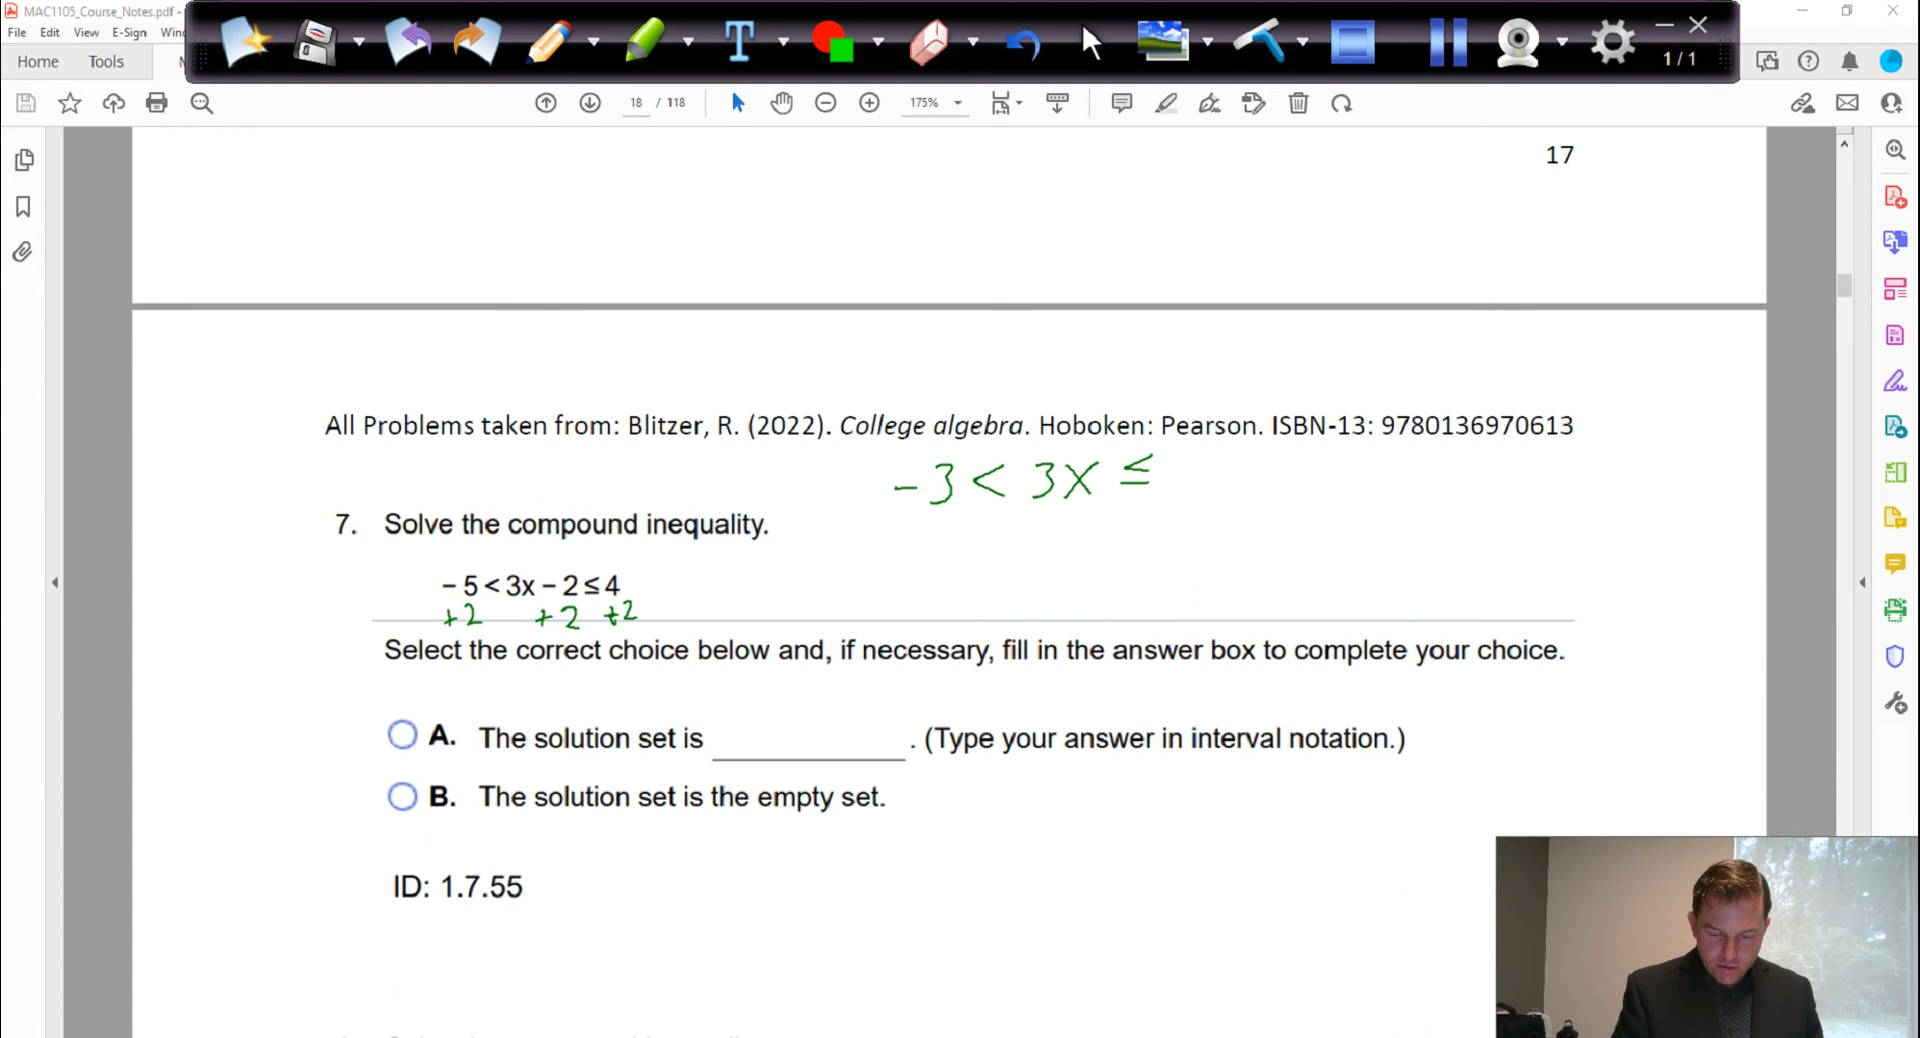 MAC1105_Course_Notes.pdf -
File Edit View E-Sign
1 / 1
Home Tools
18 / 118 175%
17
All Problems taken from: Blitzer, R. (2022). College algebra. Hoboken: Pearson. ISBN-13: 9780136970613
-3 < 3x ≤
7. Solve the compound inequality.
- 5 < 3x - 2 ≤ 4
+2 +2 +2
Select the correct choice below and, if necessary, fill in the answer box to complete your choice.
A. The solution set is ____________. (Type your answer in interval notation.)
B. The solution set is the empty set.
ID: 1.7.55